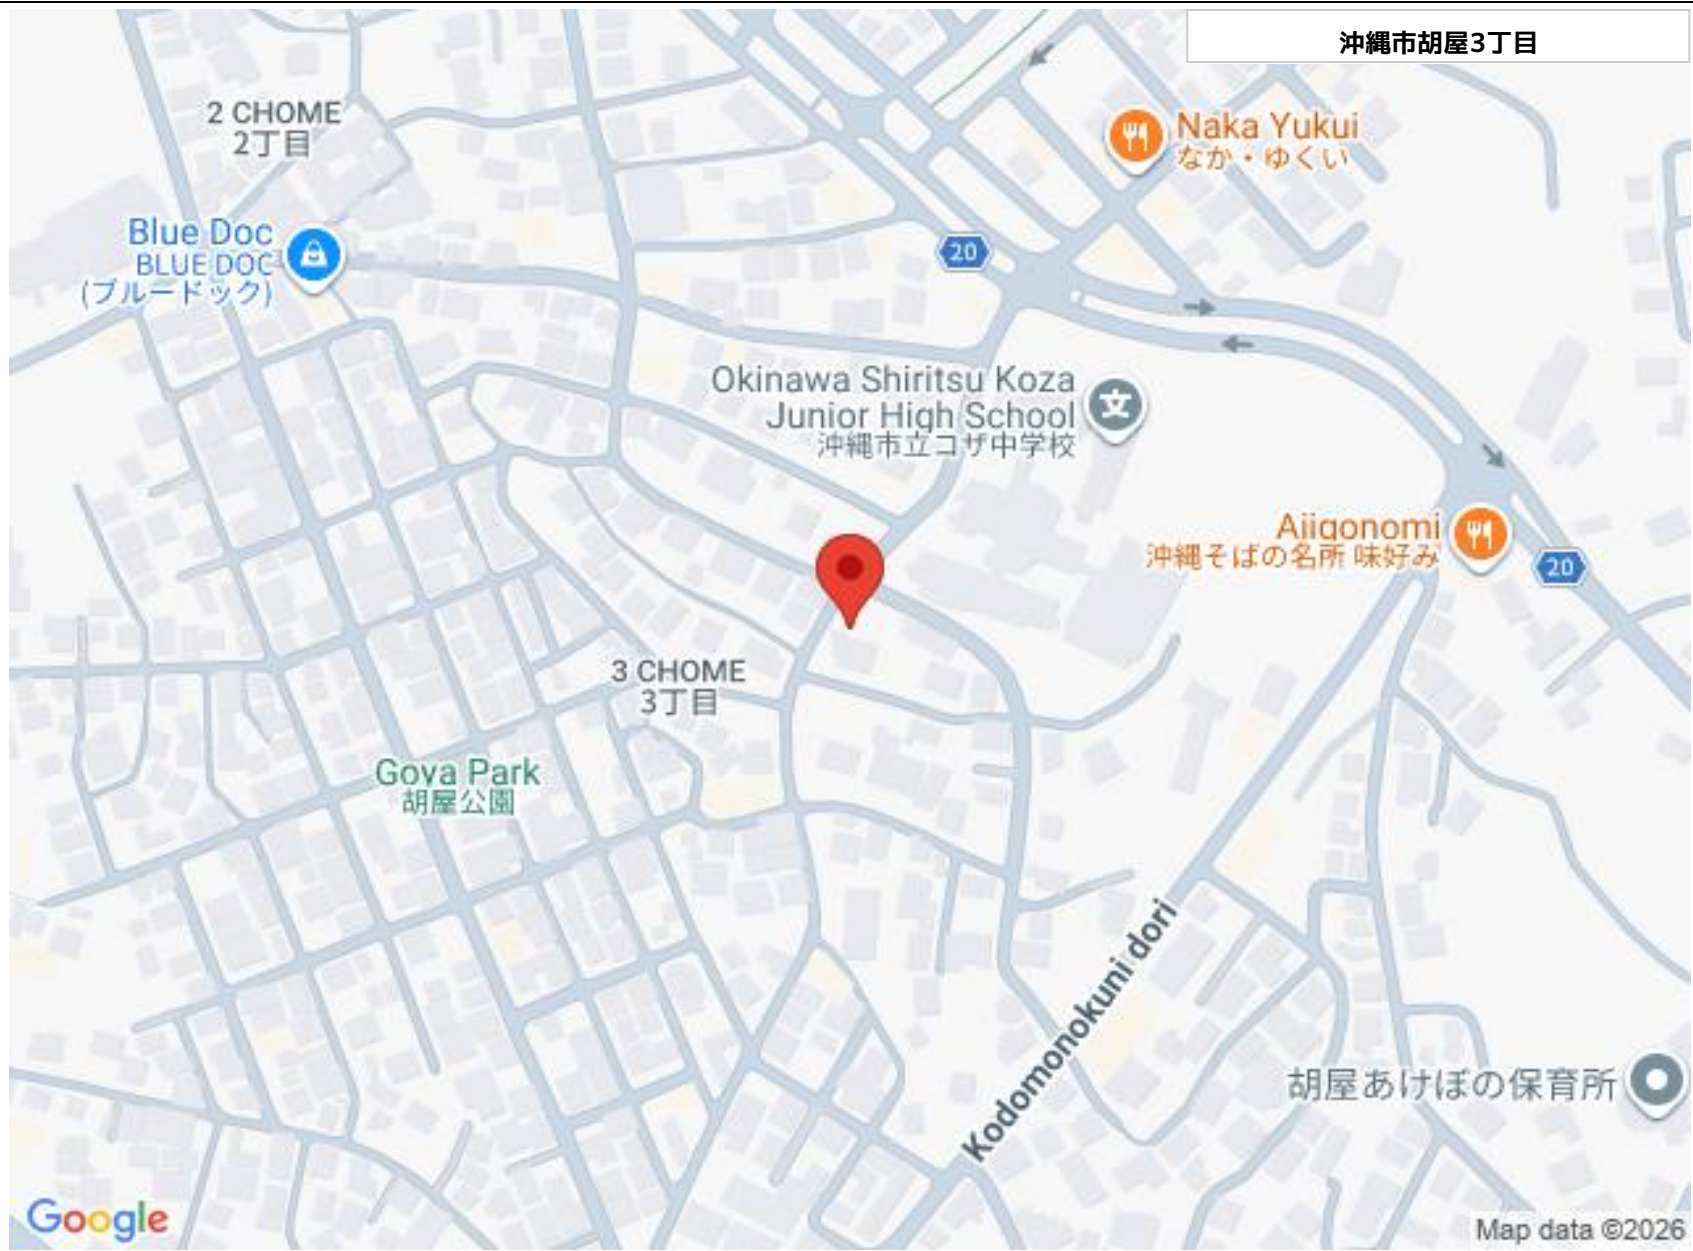 沖縄市胡屋3丁目
2 CHOME
2丁目
Naka Yukui
なか・ゆくい
Blue Doc
BLUE DOC
(ブルードック)
20
Okinawa Shiritsu Koza
Junior High School
沖縄市立コザ中学校
Ajigonomi
沖縄そばの名所 味好み
20
3 CHOME
3丁目
Goya Park
胡屋公園
Kodomonokuni dori
胡屋あけぼの保育所
Google
Map data ©2026